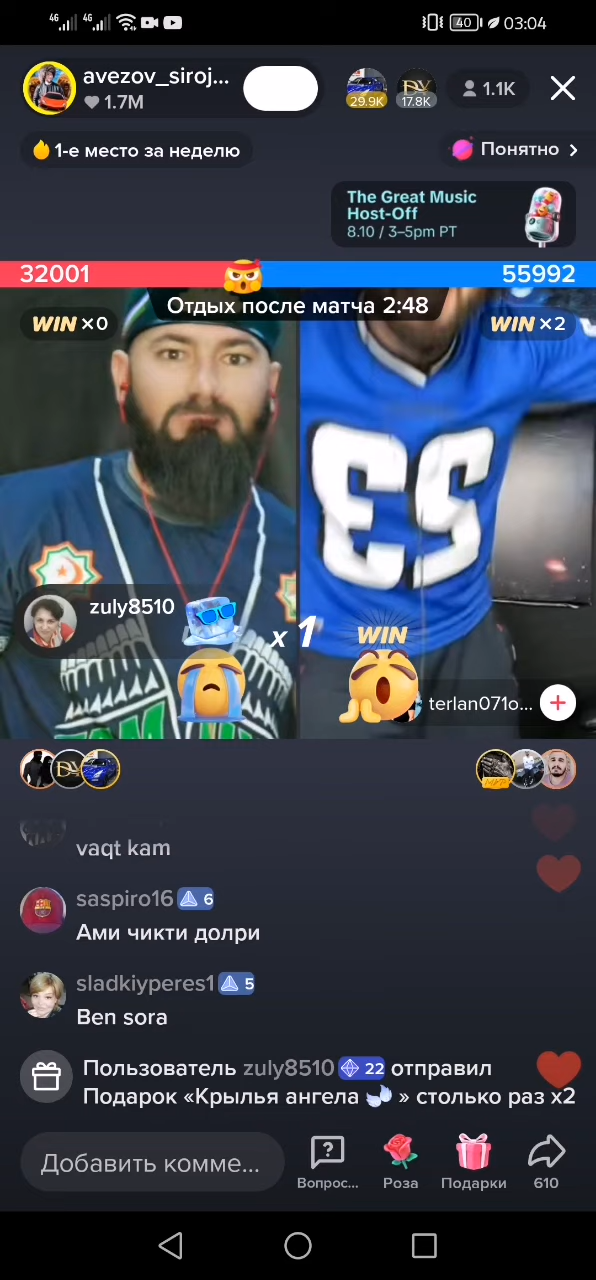 4G 4G 40 03:04
avezov_siroj...
1.7M
29.9K 17.8K 1.1K
1-е место за неделю
Понятно
The Great Music
Host-Off
8.10 / 3–5pm PT
32001 55992
Отдых после матча 2:48
WIN ×0 WIN ×2
zuly8510
x 1
WIN
terlan071o...
vaqt kam
saspiro16 6
Ами чикти долри
sladkiyperes1 5
Ben sora
Пользователь zuly8510 22 отправил
Подарок «Крылья ангела » столько раз x2
Добавить комме...
Вопрос... Роза Подарки 610